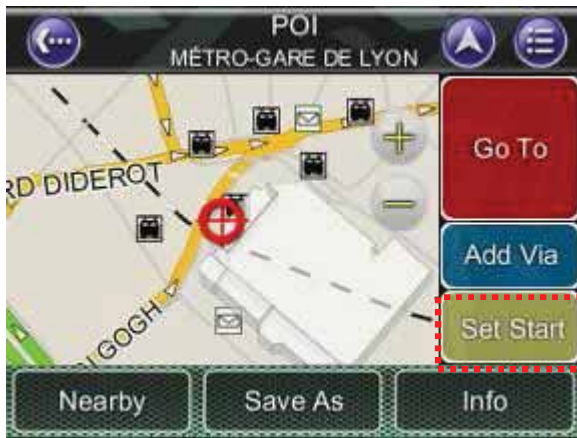 POI
MÉTRO-GARE DE LYON
Go To
RD DIDEROT
Add Via
Set Start
GOGH
Nearby
Save As
Info